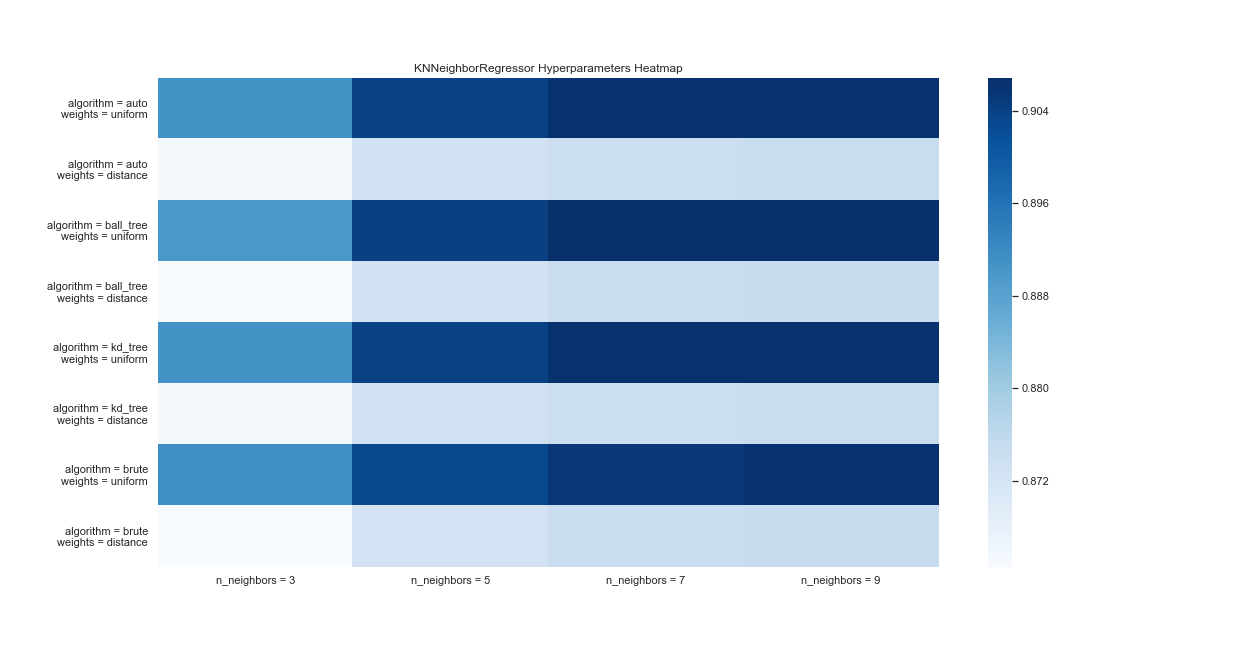 KNNeighborRegressor Hyperparameters Heatmap
algorithm = auto
weights = uniform
algorithm = auto
weights = distance
algorithm = ball_tree
weights = uniform
algorithm = ball_tree
weights = distance
algorithm = kd_tree
weights = uniform
algorithm = kd_tree
weights = distance
algorithm = brute
weights = uniform
algorithm = brute
weights = distance
n_neighbors = 3
n_neighbors = 5
n_neighbors = 7
n_neighbors = 9
0.904
0.896
0.888
0.880
0.872